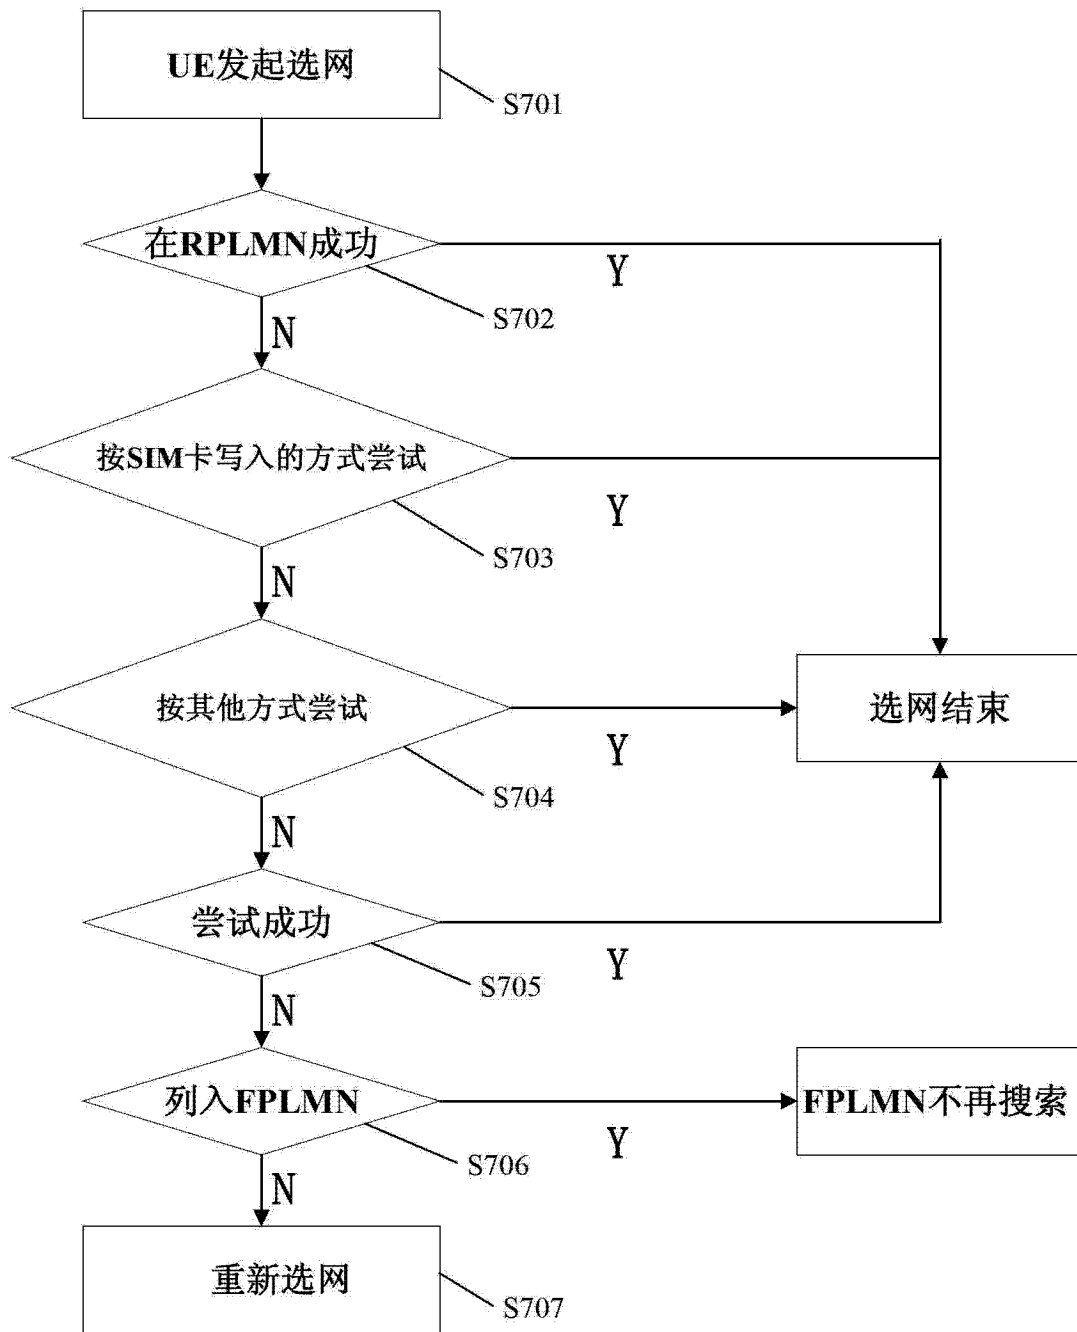 UE发起选网
S701
在RPLMN成功
Y
S702
N
按SIM卡写入的方式尝试
Y
S703
N
按其他方式尝试
选网结束
Y
S704
N
尝试成功
Y
S705
N
列入FPLMN
FPLMN不再搜索
Y
S706
N
重新选网
S707